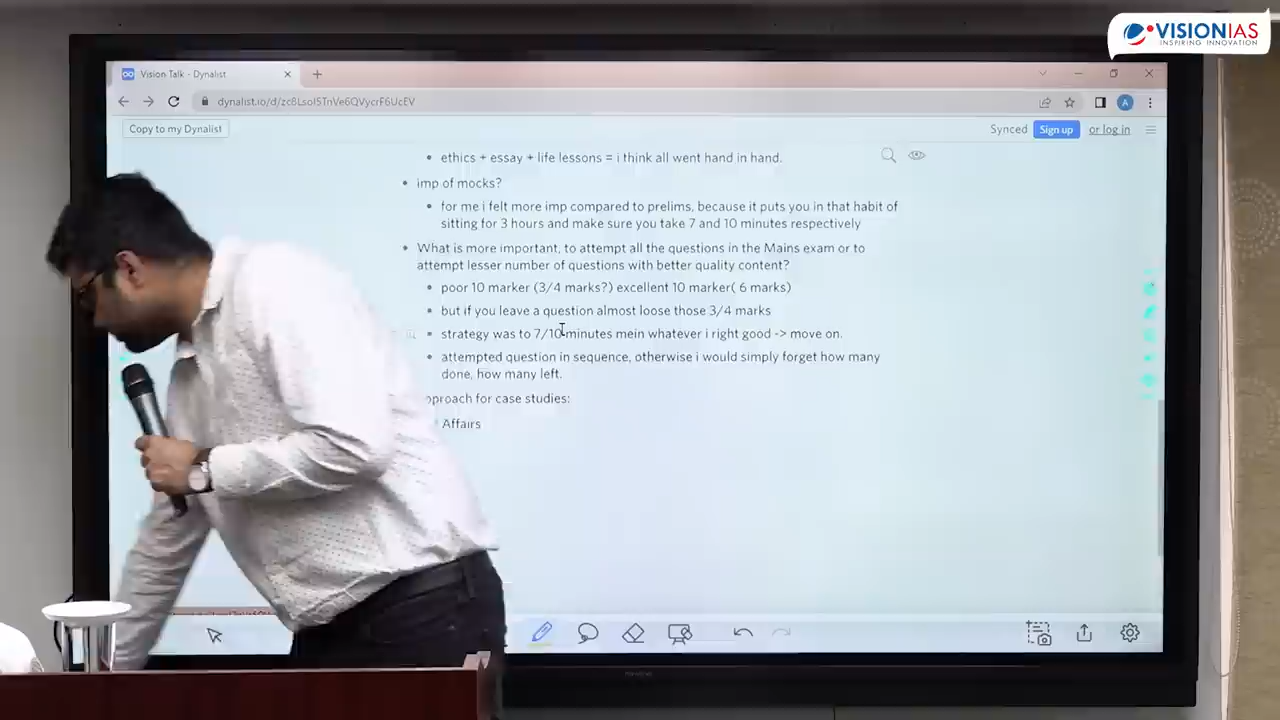 VISIONIAS
INSPIRING INNOVATION
Vision Talk - Dynalist
dynalist.io/d/zc8LsoI5TnVe6QVycrF6UcEV
A
Copy to my Dynalist
Synced
Sign up
or log in
ethics + essay + life lessons = i think all went hand in hand.
imp of mocks?
for me i felt more imp compared to prelims, because it puts you in that habit of
sitting for 3 hours and make sure you take 7 and 10 minutes respectively
What is more important, to attempt all the questions in the Mains exam or to
attempt lesser number of questions with better quality content?
poor 10 marker (3/4 marks?) excellent 10 marker( 6 marks)
but if you leave a question almost loose those 3/4 marks
strategy was to 7/10 minutes mein whatever i right good -> move on.
attempted question in sequence, otherwise i would simply forget how many
done, how many left.
proach for case studies:
Affairs